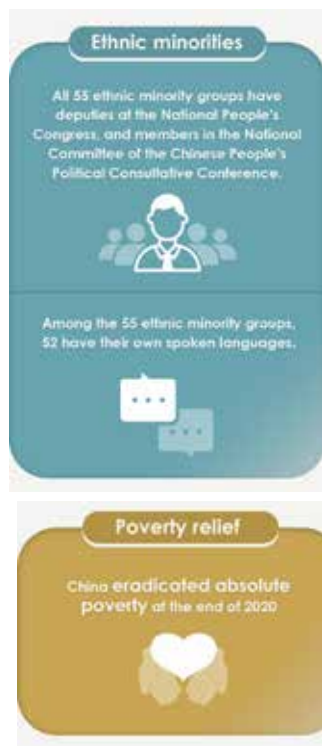 Ethnic minorities
All 55 ethnic minority groups have
deputies at the National People's
Congress, and members in the National
Committee of the Chinese People's
Political Consultative Conference.
Among the 55 ethnic minority groups,
52 have their own spoken languages.
Poverty relief
China eradicated absolute
poverty at the end of 2020